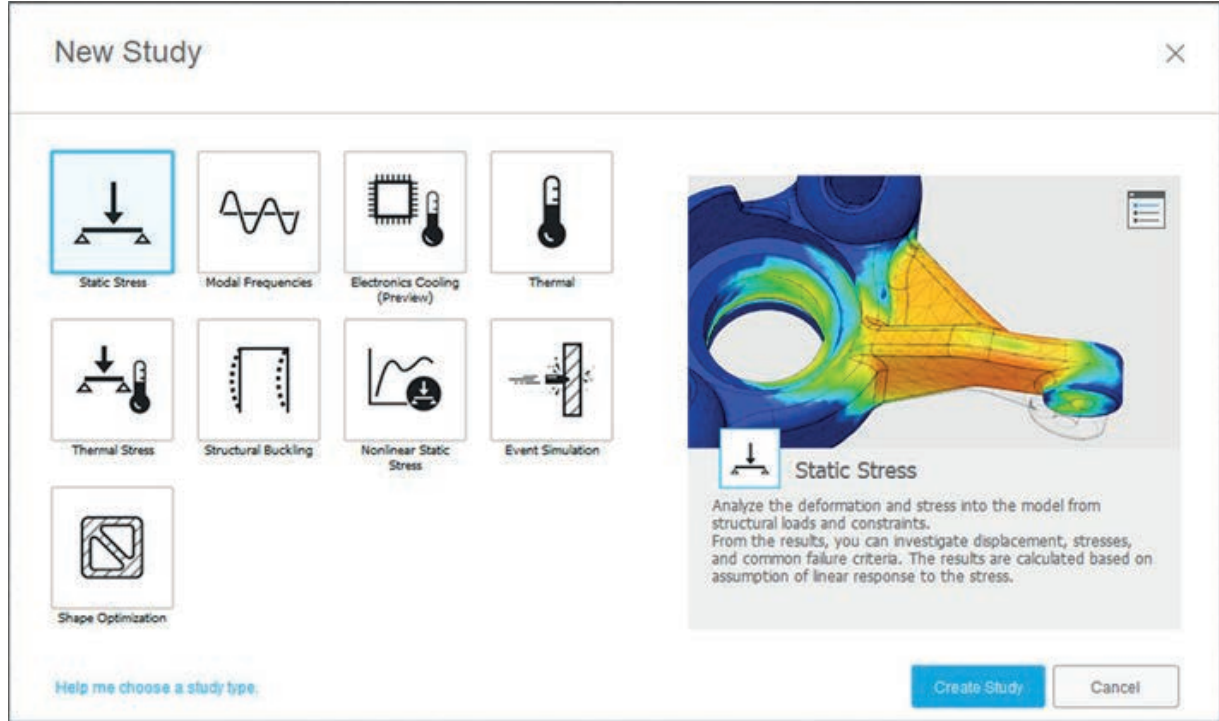 New Study
Static Stress
Modal Frequencies
Electronics Cooling
(Preview)
Thermal
Thermal Stress
Structural Buckling
Nonlinear Static
Stress
Event Simulation
Shape Optimization
Static Stress
Analyze the deformation and stress into the model from
structural loads and constraints.
From the results, you can investigate displacement, stresses,
and common failure criteria. The results are calculated based on
assumption of linear response to the stress.
Help me choose a study type.
Create Study
Cancel